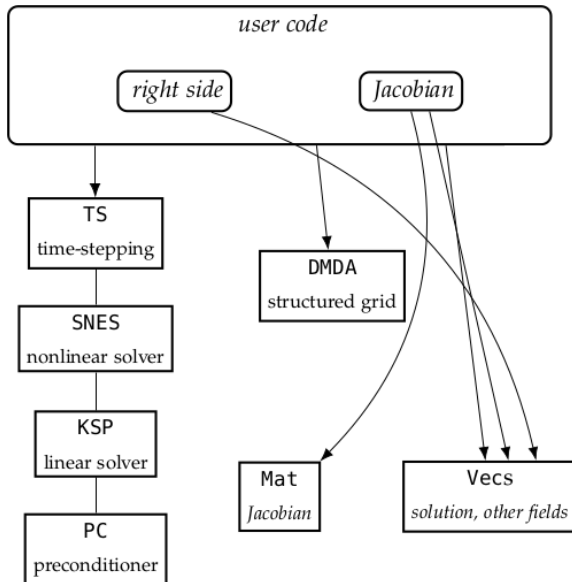 user code
right side
Jacobian
TS
time-stepping
DMDA
structured grid
SNES
nonlinear solver
KSP
linear solver
Mat
Jacobian
Vecs
solution, other fields
PC
preconditioner